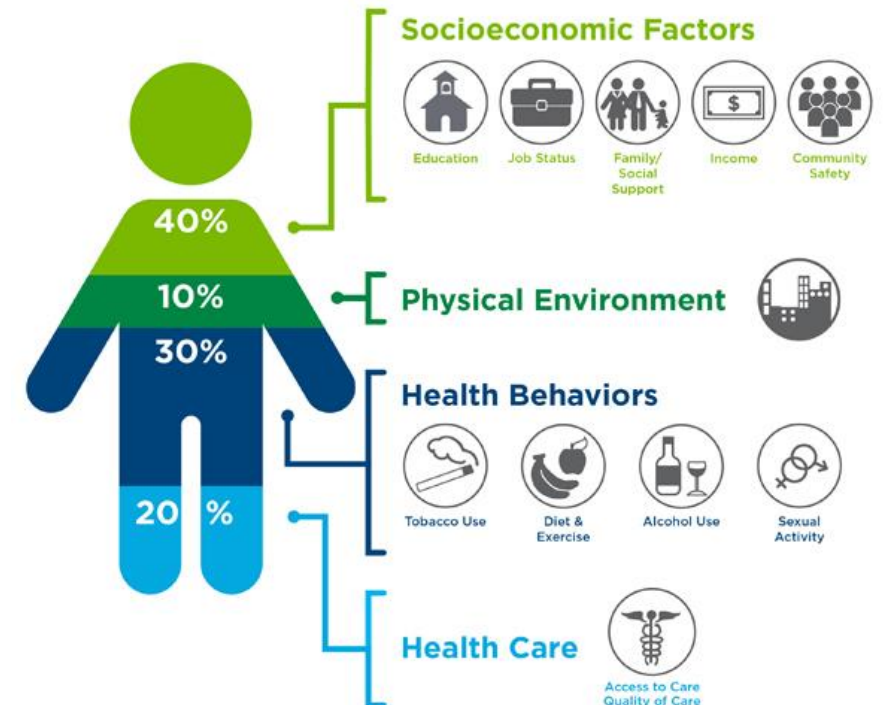 Socioeconomic Factors
$
Education
Job Status
Family/
Social
Support
Income
Community
Safety
40%
10%
Physical Environment
30%
Health Behaviors
Tobacco Use
Diet &
Exercise
Alcohol Use
Sexual
Activity
20 %
Health Care
Access to Care
Quality of Care